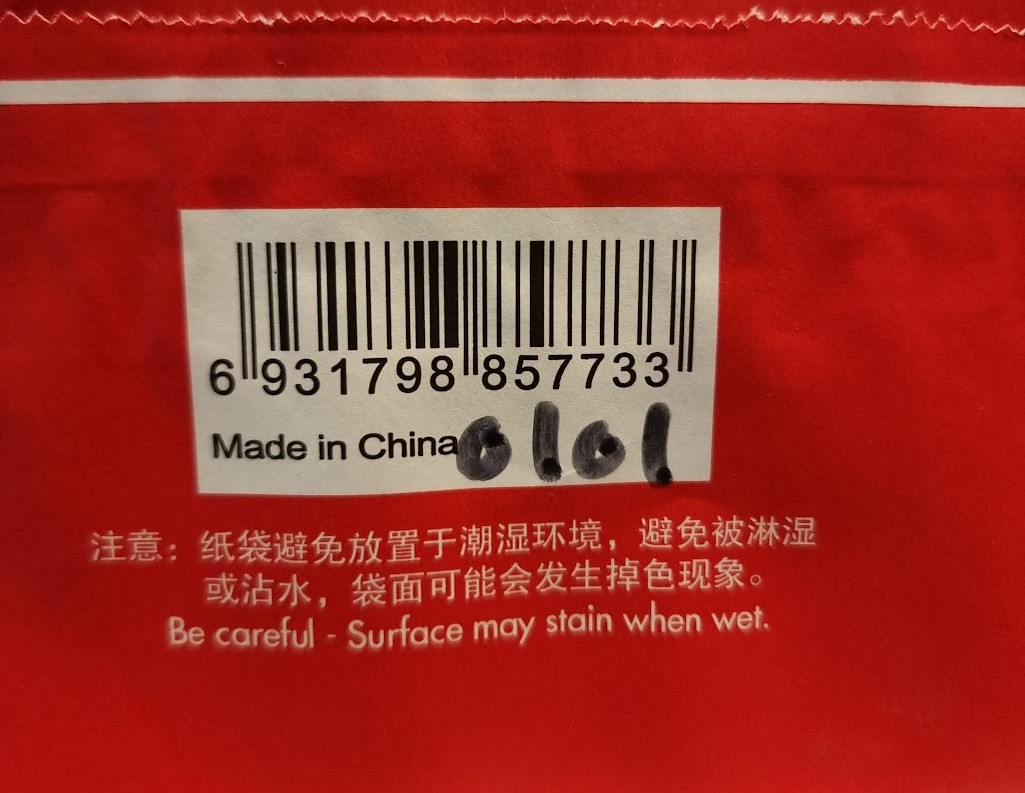 6 931798 857733
Made in China 0101
注意：纸袋避免放置于潮湿环境，避免被淋湿
或沾水，袋面可能会发生掉色现象。
Be careful - Surface may stain when wet.